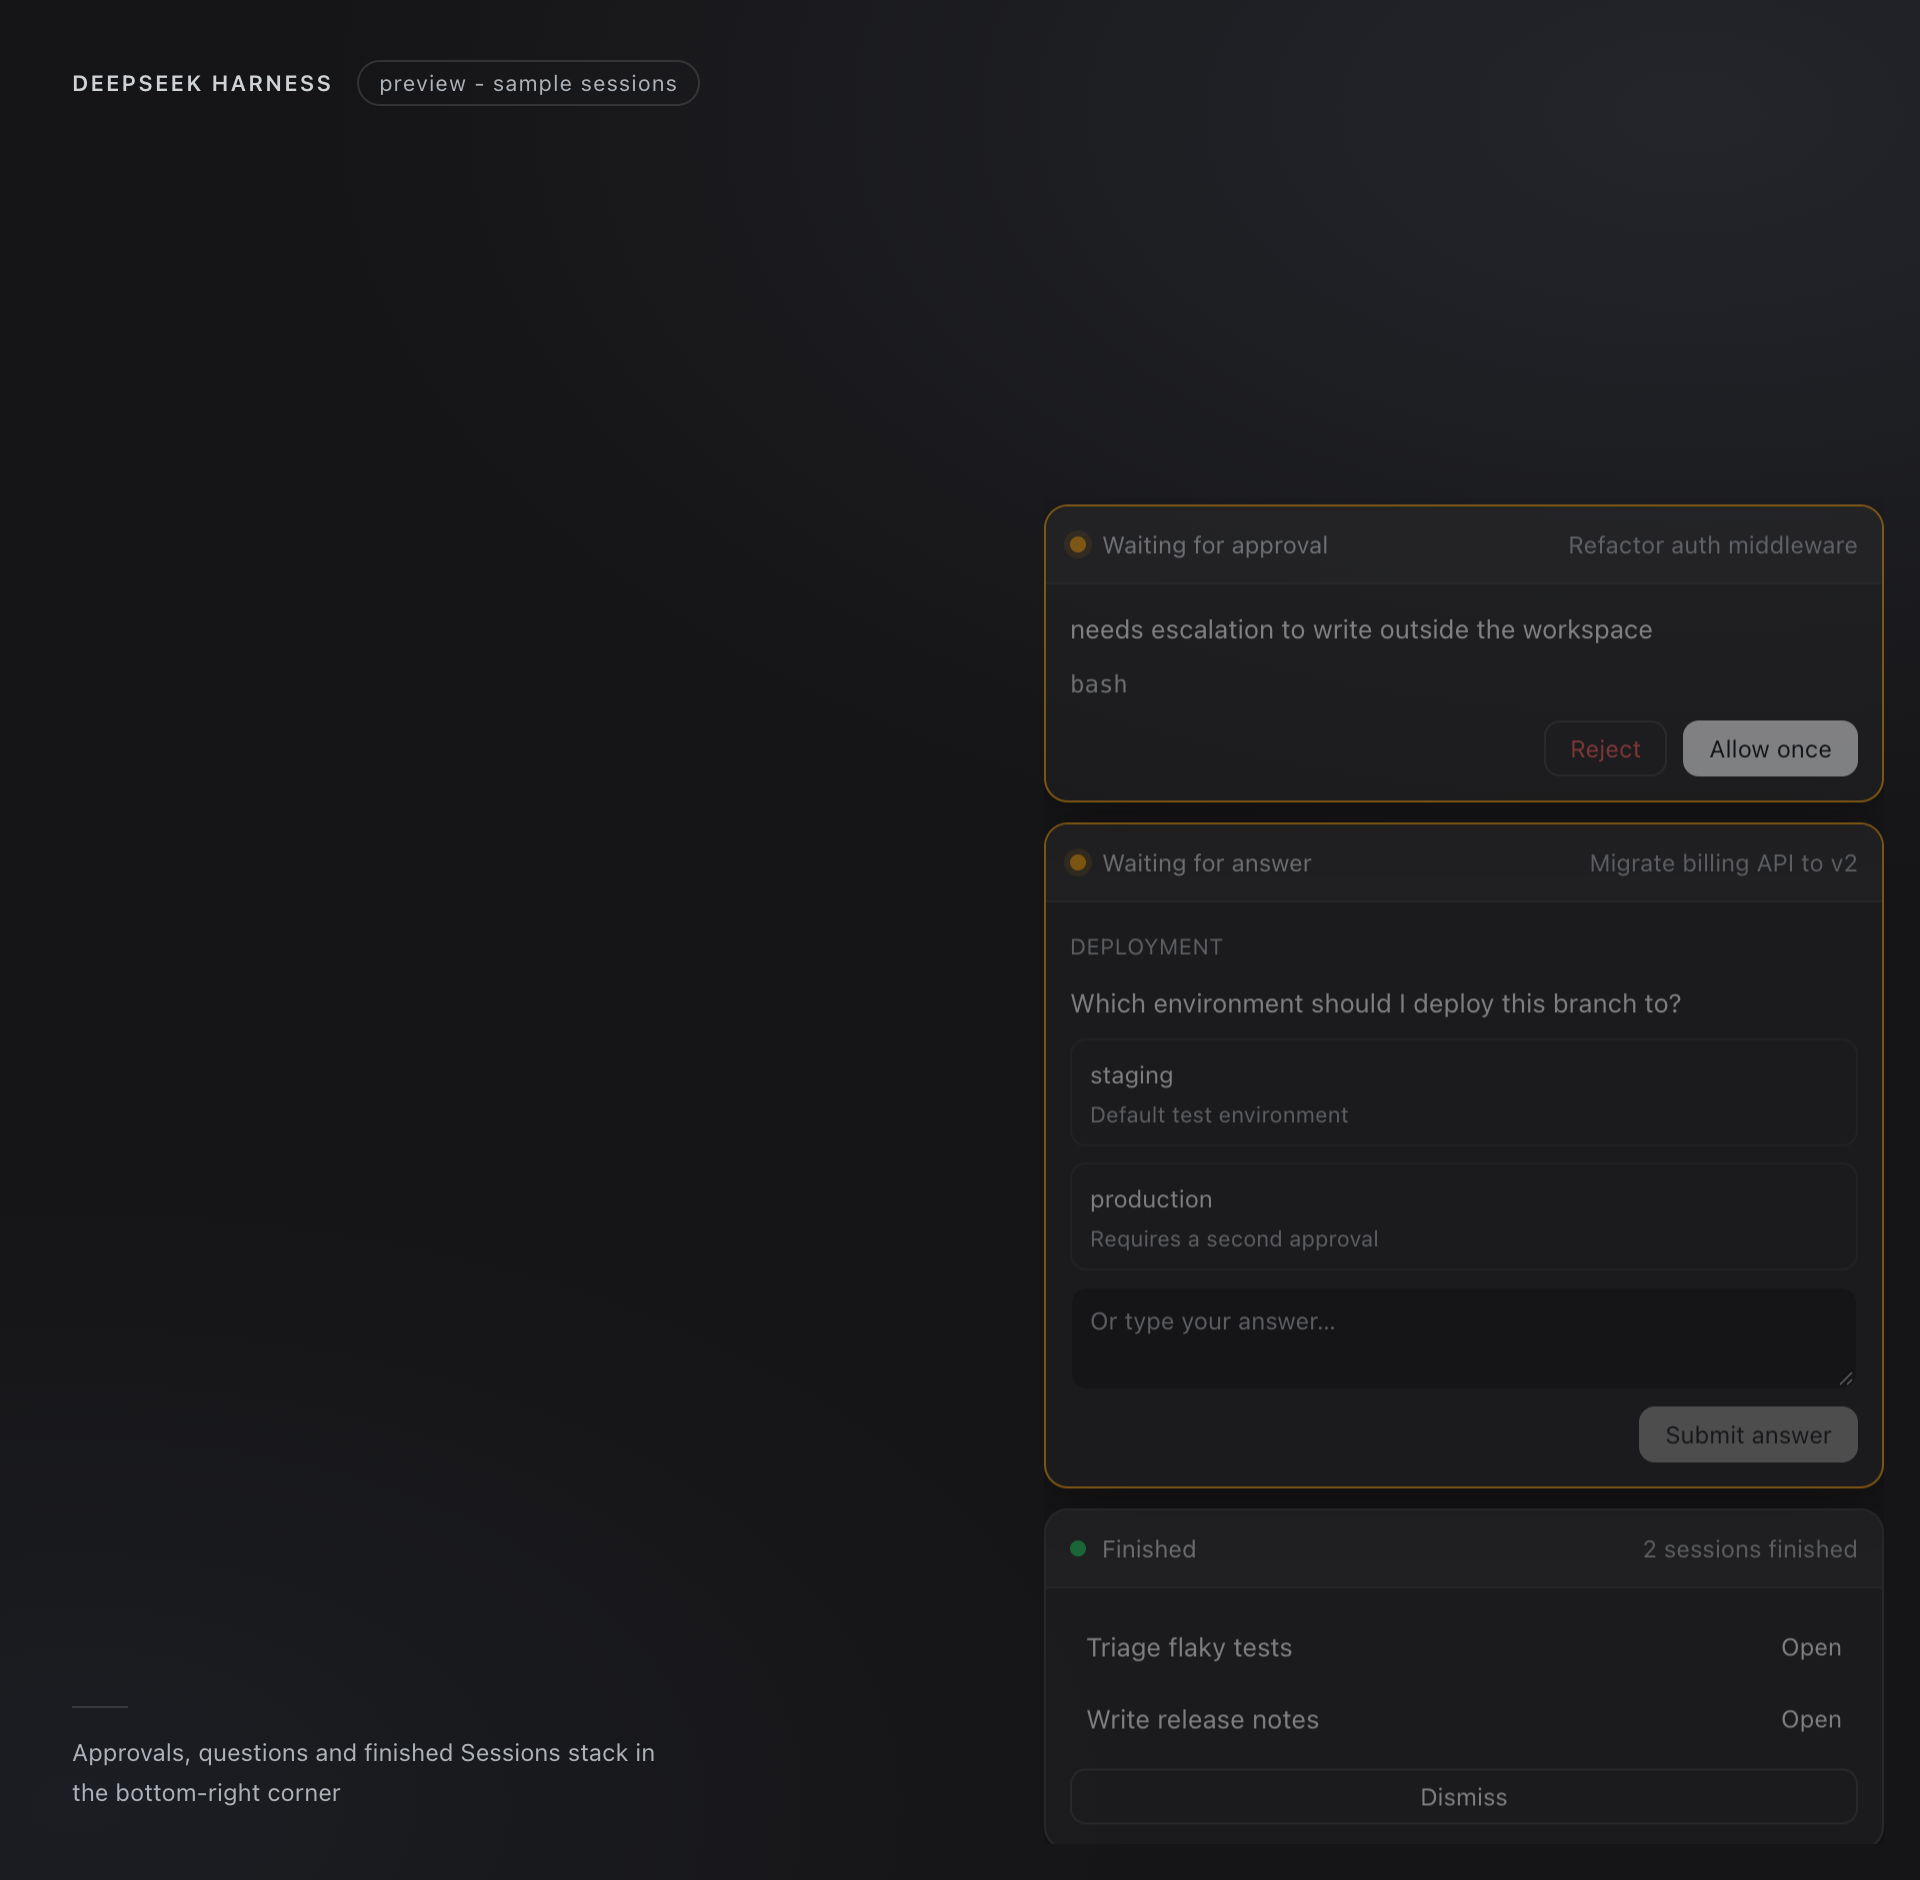 DEEPSEEK HARNESS
preview - sample sessions
Waiting for approval
Refactor auth middleware
needs escalation to write outside the workspace
bash
Reject
Allow once
Waiting for answer
Migrate billing API to v2
DEPLOYMENT
Which environment should I deploy this branch to?
staging
Default test environment
production
Requires a second approval
Or type your answer...
Submit answer
Finished
2 sessions finished
Triage flaky tests
Open
Write release notes
Open
Dismiss
Approvals, questions and finished Sessions stack in
the bottom-right corner